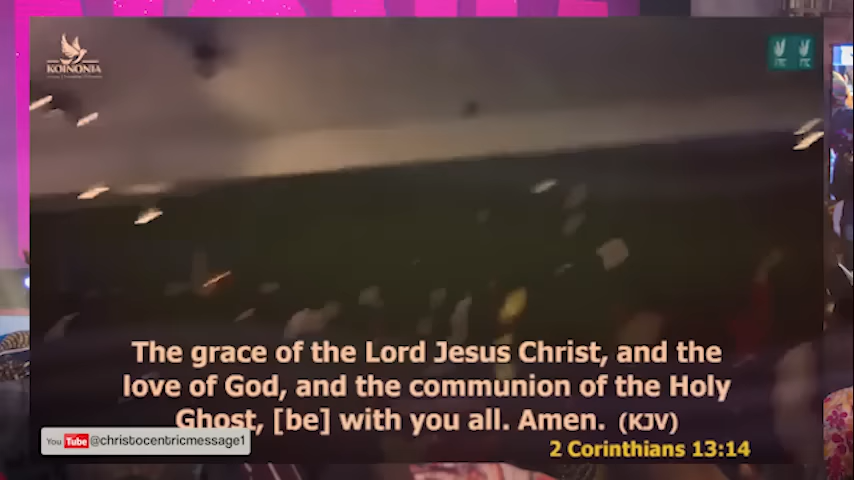 KOINONIA
The grace of the Lord Jesus Christ, and the
love of God, and the communion of the Holy
Ghost, [be] with you all. Amen. (KJV)
You Tube @christocentricmessage1
2 Corinthians 13:14